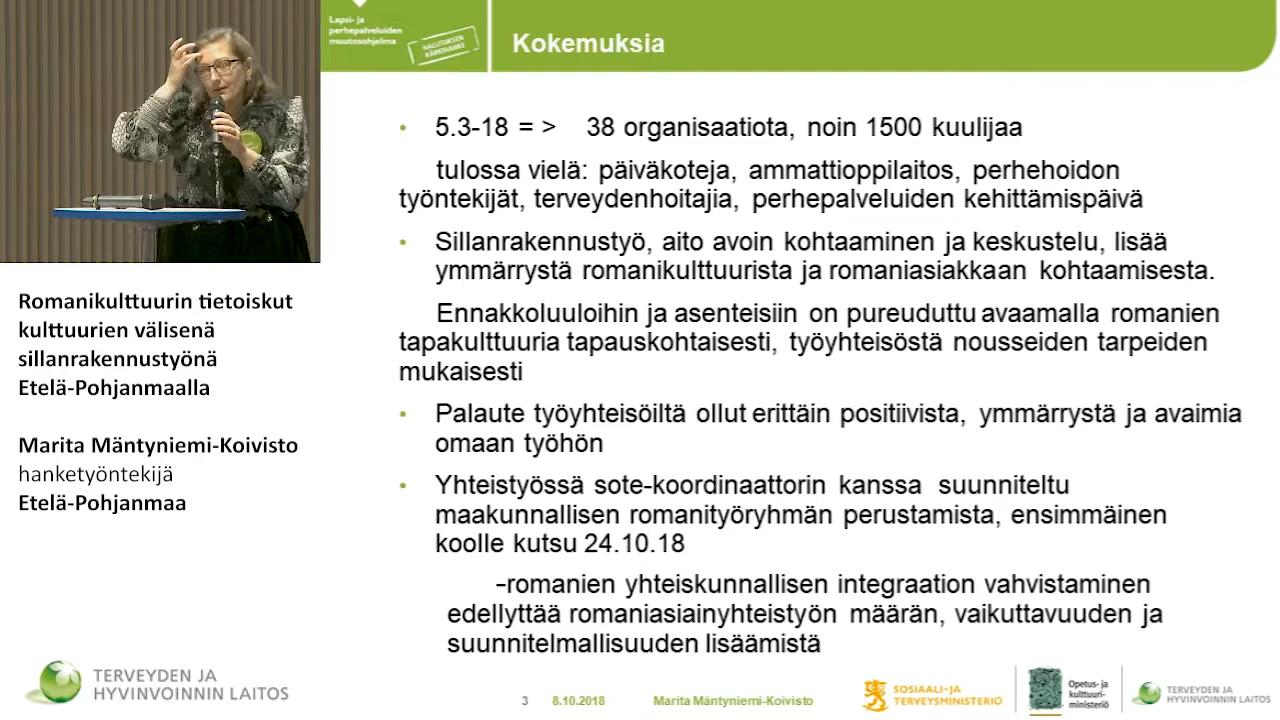 Lapsi- ja
perhepalveluiden
muutosohjelma
HALLITUKSEN
KÄRKIHANKE
Kokemuksia
• 5.3-18 = > 38 organisaatiota, noin 1500 kuulijaa
tulossa vielä: päiväkoteja, ammattioppilaitos, perhehoidon
työntekijät, terveydenhoitajia, perhepalveluiden kehittämispäivä
• Sillanrakennustyö, aito avoin kohtaaminen ja keskustelu, lisää
ymmärrystä romanikulttuurista ja romaniasiakkaan kohtaamisesta.
Ennakkoluuloihin ja asenteisiin on pureuduttu avaamalla romanien
tapakulttuuria tapauskohtaisesti, työyhteisöstä nousseiden tarpeiden
mukaisesti
• Palaute työyhteisöiltä ollut erittäin positiivista, ymmärrystä ja avaimia
omaan työhön
• Yhteistyössä sote-koordinaattorin kanssa suunniteltu
maakunnallisen romanityöryhmän perustamista, ensimmäinen
koolle kutsu 24.10.18
–romanien yhteiskunnallisen integraation vahvistaminen
edellyttää romaniasiainyhteistyön määrän, vaikuttavuuden ja
suunnitelmallisuuden lisäämistä
Romanikulttuurin tietoiskut
kulttuurien välisenä
sillanrakennustyönä
Etelä-Pohjanmaalla
Marita Mäntyniemi-Koivisto
hanketyöntekijä
Etelä-Pohjanmaa
TERVEYDEN JA
HYVINVOINNIN LAITOS
3 8.10.2018 Marita Mäntyniemi-Koivisto
SOSIAALI- JA
TERVEYSMINISTERIÖ
Opetus- ja
kulttuuri-
ministeriö
TERVEYDEN JA
HYVINVOINNIN LAITOS